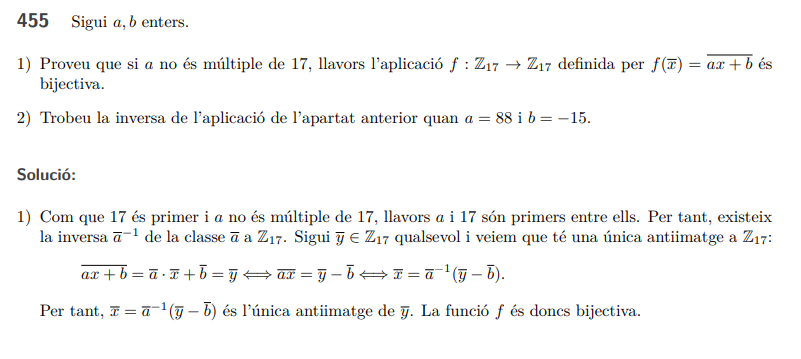 455 Sigui a, b enters.
1) Proveu que si a no és múltiple de 17, llavors l'aplicació f : ℤ₁₇ → ℤ₁₇ definida per f(x̅) = \overline{ax + b} és
bijectiva.
2) Trobeu la inversa de l'aplicació de l'apartat anterior quan a = 88 i b = −15.
Solució:
1) Com que 17 és primer i a no és múltiple de 17, llavors a i 17 són primers entre ells. Per tant, existeix
la inversa a̅⁻¹ de la classe a̅ a ℤ₁₇. Sigui y̅ ∈ ℤ₁₇ qualsevol i veiem que té una única antiimatge a ℤ₁₇:
\overline{ax + b} = a̅ · x̅ + b̅ = y̅ ⟺ \overline{ax} = y̅ − b̅ ⟺ x̅ = a̅⁻¹(y̅ − b̅).
Per tant, x̅ = a̅⁻¹(y̅ − b̅) és l'única antiimatge de y̅. La funció f és doncs bijectiva.